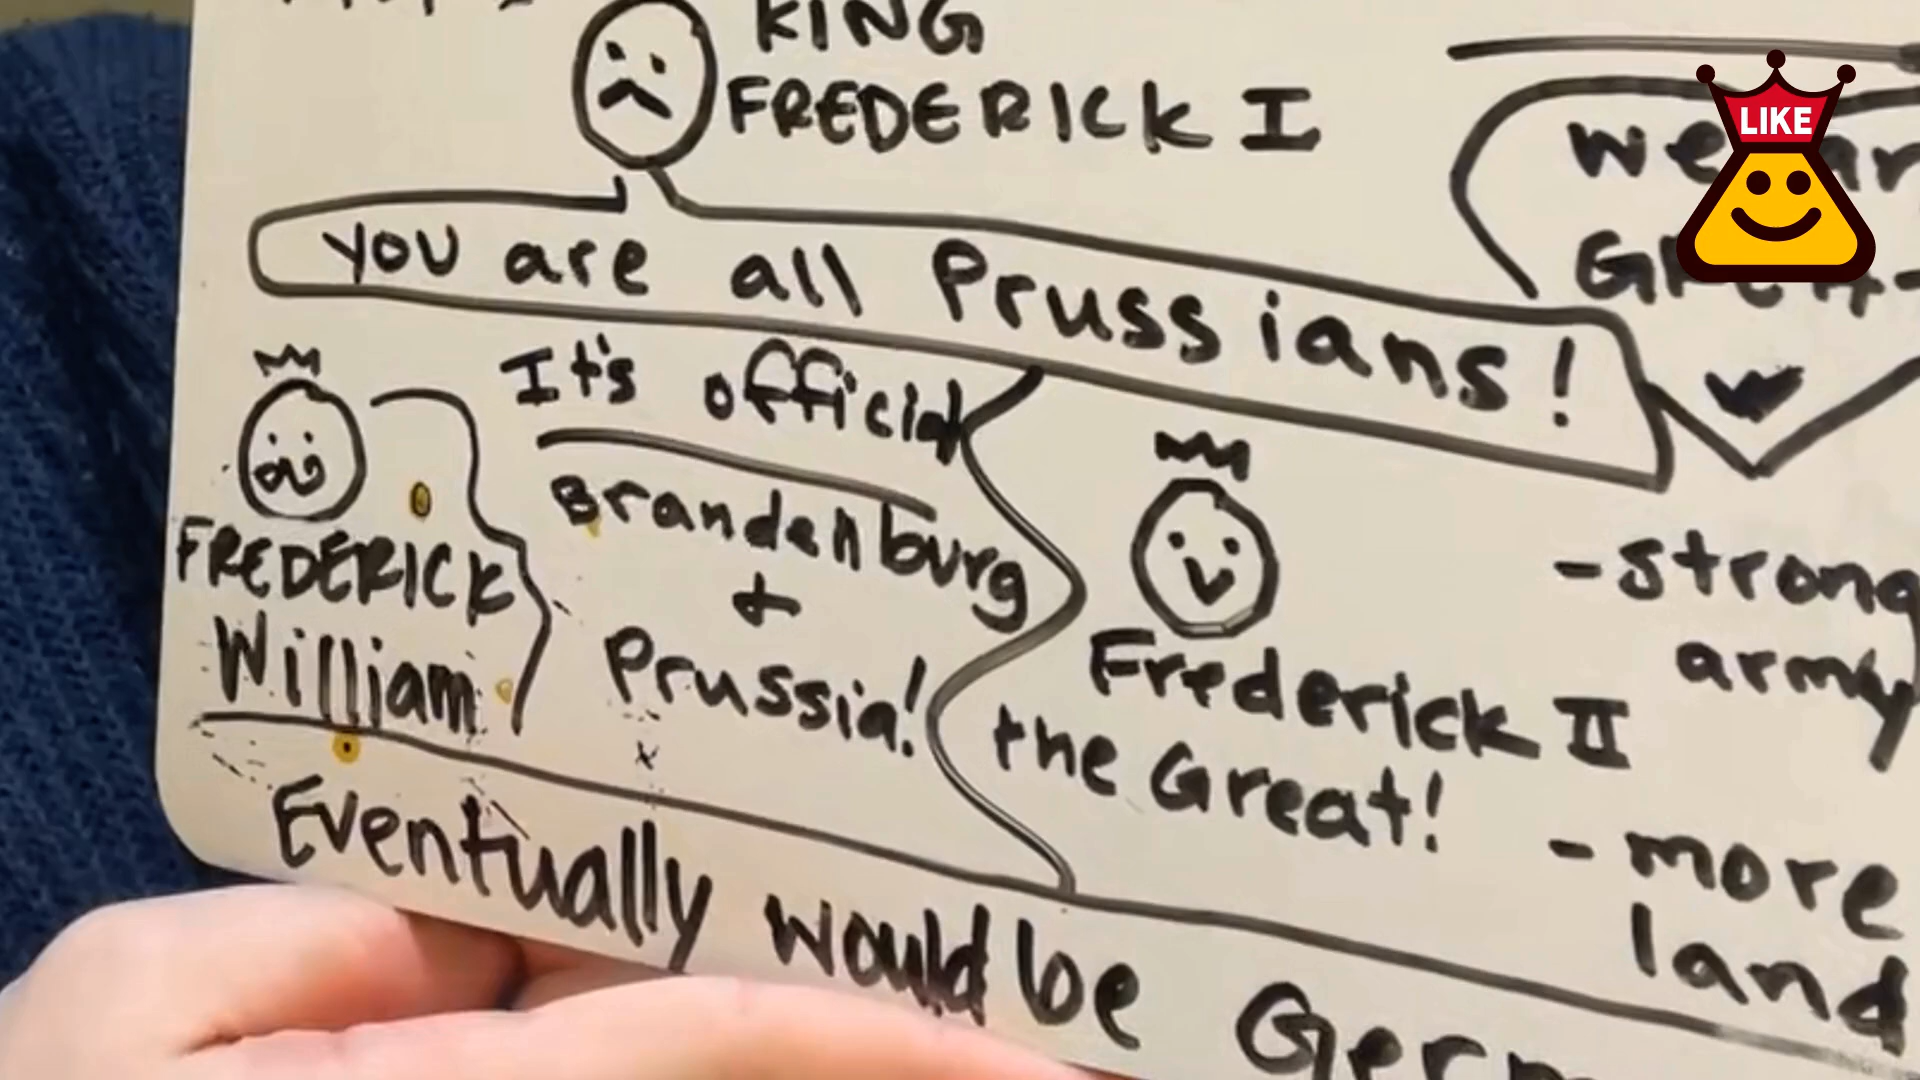 KING
FREDERICK I
you are all Prussians!
we
LIKE
It's official
Brandenburg
+
Prussia!
FREDERICK
William
Frederick II
the Great!
-strong
army
-more
land
Eventually would be